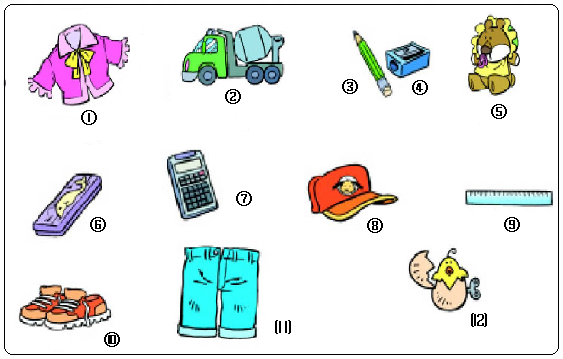 ① ② ③ ④ ⑤
⑥ ⑦ ⑧ ⑨
⑩ (11) (12)